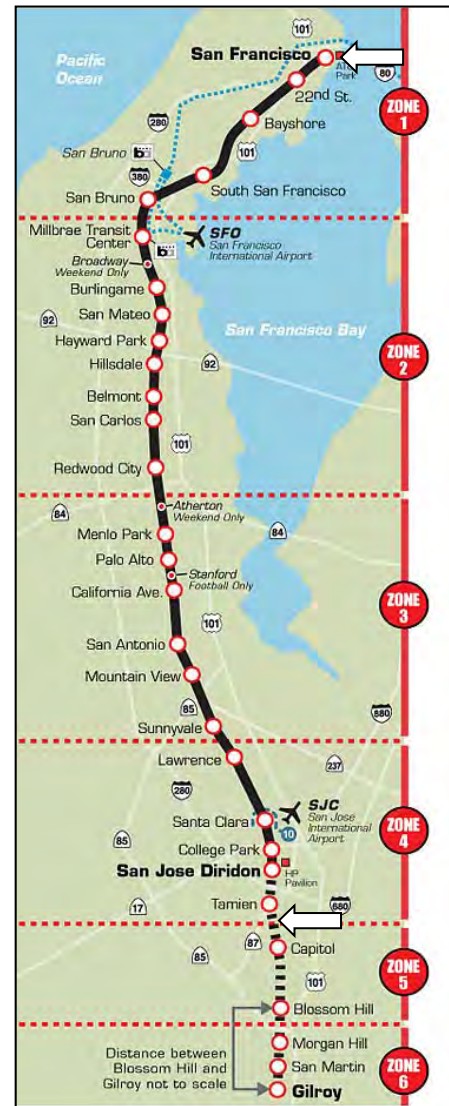 Pacific
Ocean
101
San Francisco
AT&T
Park
80
22nd St.
ZONE
1
280
Bayshore
101
San Bruno
380
South San Francisco
San Bruno
Millbrae Transit
Center
SFO
San Francisco
International Airport
Broadway
Weekend Only
Burlingame
92
San Mateo
San Francisco Bay
Hayward Park
ZONE
2
Hillsdale
92
Belmont
San Carlos
101
Redwood City
Atherton
Weekend Only
84
84
Menlo Park
Palo Alto
Stanford
Football Only
California Ave.
ZONE
3
101
San Antonio
Mountain View
85
880
Sunnyvale
Lawrence
237
280
SJC
San Jose
International
Airport
Santa Clara
10
ZONE
4
85
College Park
San Jose Diridon
HP
Pavilion
17
Tamien
680
87
Capitol
85
ZONE
5
101
Blossom Hill
Distance between
Blossom Hill and
Gilroy not to scale
Morgan Hill
San Martin
ZONE
6
Gilroy